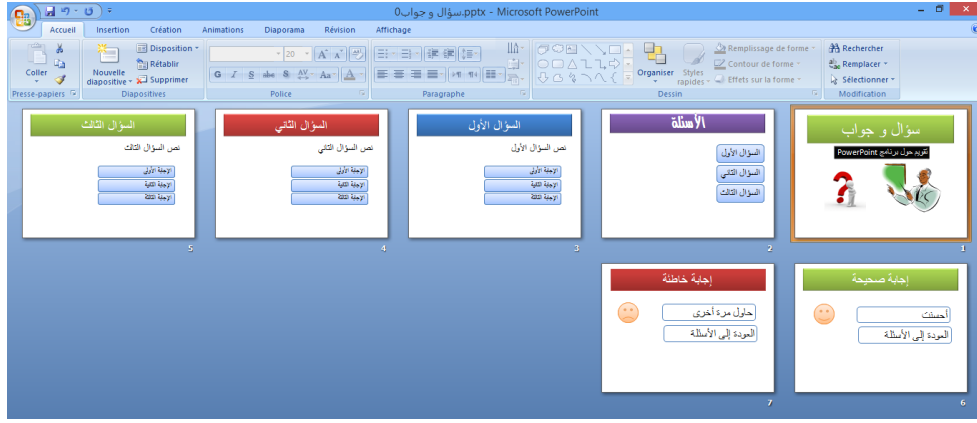 سؤال و جواب0.pptx - Microsoft PowerPoint
Accueil Insertion Création Animations Diaporama Révision Affichage
Coller
Presse-papiers
Nouvelle diapositive
Disposition
Rétablir
Supprimer
Diapositives
20
G I S abc S AV Aa A
Police
Paragraphe
Organiser
Styles rapides
Remplissage de forme
Contour de forme
Effets sur la forme
Dessin
Rechercher
Remplacer
Sélectionner
Modification
سؤال و جواب
تقويم حول برنامج PowerPoint
1
الأسئلة
السؤال الأول
السؤال الثاني
السؤال الثالث
2
السؤال الأول
نص السؤال الأول
الإجابة الأولى
الإجابة الثانية
الإجابة الثالثة
3
السؤال الثاني
نص السؤال الثاني
الإجابة الأولى
الإجابة الثانية
الإجابة الثالثة
4
السؤال الثالث
نص السؤال الثالث
الإجابة الأولى
الإجابة الثانية
الإجابة الثالثة
5
إجابة صحيحة
أحسنت
العودة إلى الأسئلة
6
إجابة خاطئة
حاول مرة أخرى
العودة إلى الأسئلة
7